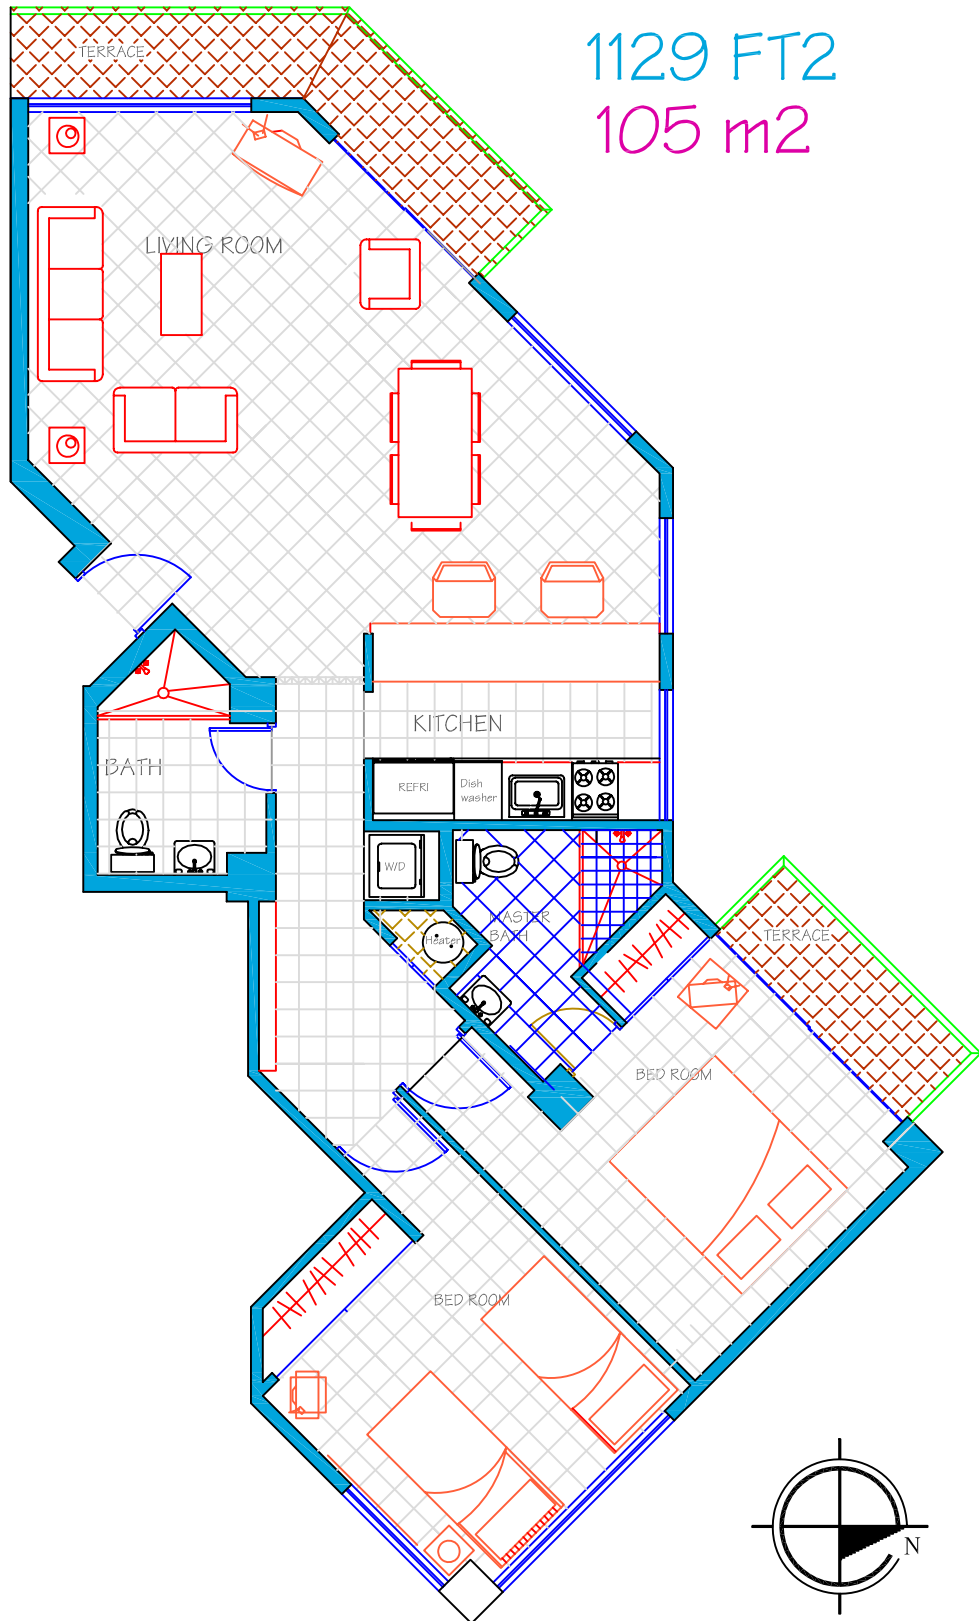 1129 FT2
105 m2
TERRACE
LIVING ROOM
KITCHEN
BATH
REFRI
Dish
washer
W/D
MASTER
BATH
Heater
TERRACE
BED ROOM
BED ROOM
N